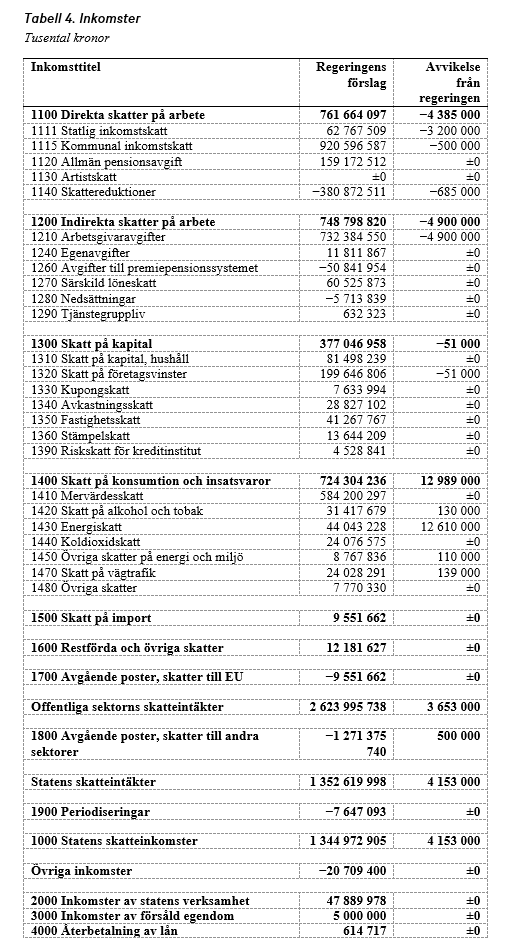 Tabell 4. Inkomster
Tusental kronor
Inkomsttitel Regeringens förslag Avvikelse från regeringen
1100 Direkta skatter på arbete 761 664 097 −4 385 000
1111 Statlig inkomstskatt 62 767 509 −3 200 000
1115 Kommunal inkomstskatt 920 596 587 −500 000
1120 Allmän pensionsavgift 159 172 512 ±0
1130 Artistskatt ±0 ±0
1140 Skattereduktioner −380 872 511 −685 000
1200 Indirekta skatter på arbete 748 798 820 −4 900 000
1210 Arbetsgivaravgifter 732 384 550 −4 900 000
1240 Egenavgifter 11 811 867 ±0
1260 Avgifter till premiepensionssystemet −50 841 954 ±0
1270 Särskild löneskatt 60 525 873 ±0
1280 Nedsättningar −5 713 839 ±0
1290 Tjänstegruppliv 632 323 ±0
1300 Skatt på kapital 377 046 958 −51 000
1310 Skatt på kapital, hushåll 81 498 239 ±0
1320 Skatt på företagsvinster 199 646 806 −51 000
1330 Kupongskatt 7 633 994 ±0
1340 Avkastningsskatt 28 827 102 ±0
1350 Fastighetsskatt 41 267 767 ±0
1360 Stämpelskatt 13 644 209 ±0
1390 Riskskatt för kreditinstitut 4 528 841 ±0
1400 Skatt på konsumtion och insatsvaror 724 304 236 12 989 000
1410 Mervärdesskatt 584 200 297 ±0
1420 Skatt på alkohol och tobak 31 417 679 130 000
1430 Energiskatt 44 043 228 12 610 000
1440 Koldioxidskatt 24 076 575 ±0
1450 Övriga skatter på energi och miljö 8 767 836 110 000
1470 Skatt på vägtrafik 24 028 291 139 000
1480 Övriga skatter 7 770 330 ±0
1500 Skatt på import 9 551 662 ±0
1600 Restförda och övriga skatter 12 181 627 ±0
1700 Avgående poster, skatter till EU −9 551 662 ±0
Offentliga sektorns skatteintäkter 2 623 995 738 3 653 000
1800 Avgående poster, skatter till andra sektorer −1 271 375 740 500 000
Statens skatteintäkter 1 352 619 998 4 153 000
1900 Periodiseringar −7 647 093 ±0
1000 Statens skatteinkomster 1 344 972 905 4 153 000
Övriga inkomster −20 709 400 ±0
2000 Inkomster av statens verksamhet 47 889 978 ±0
3000 Inkomster av försåld egendom 5 000 000 ±0
4000 Återbetalning av lån 614 717 ±0